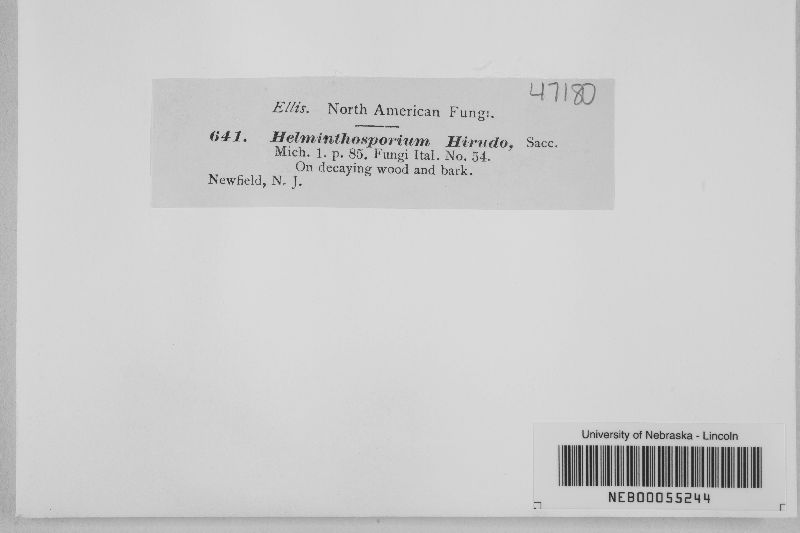 47180
Ellis. North American Fungi.
641. Helminthosporium Hirudo, Sacc.
Mich. 1. p. 85. Fungi Ital. No. 54.
On decaying wood and bark.
Newfield, N. J.
University of Nebraska - Lincoln
NEB00055244